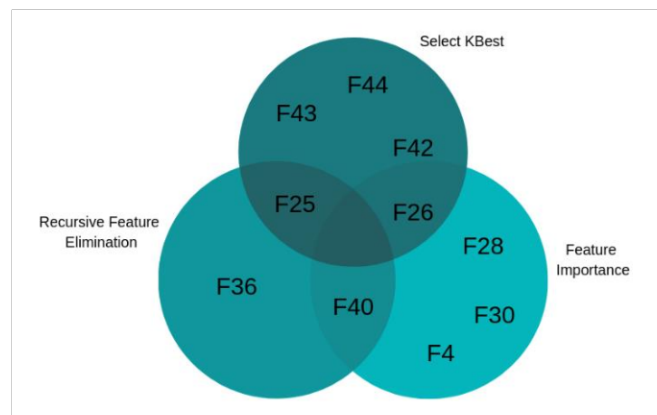 Select KBest
F44
F43
F42
F25
F26
Recursive Feature
Elimination
F28
Feature
Importance
F36
F40
F30
F4